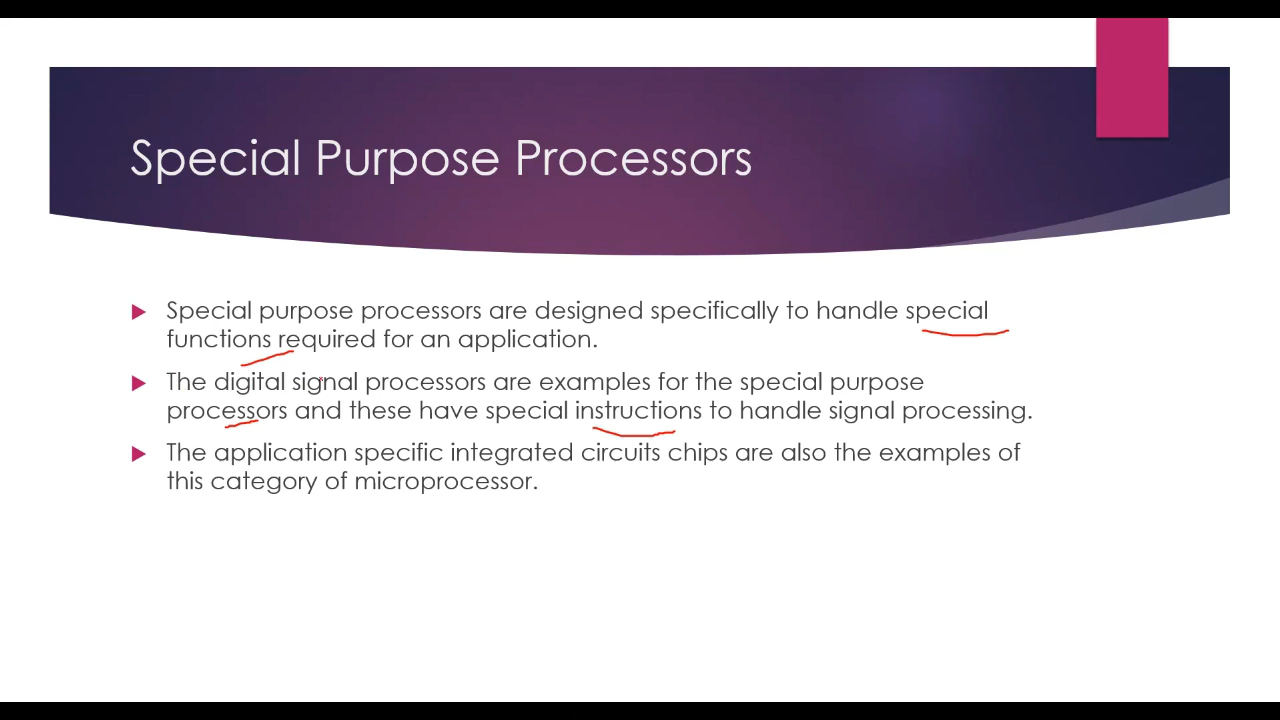 Special Purpose Processors
Special purpose processors are designed specifically to handle special
functions required for an application.
The digital signal processors are examples for the special purpose
processors and these have special instructions to handle signal processing.
The application specific integrated circuits chips are also the examples of
this category of microprocessor.